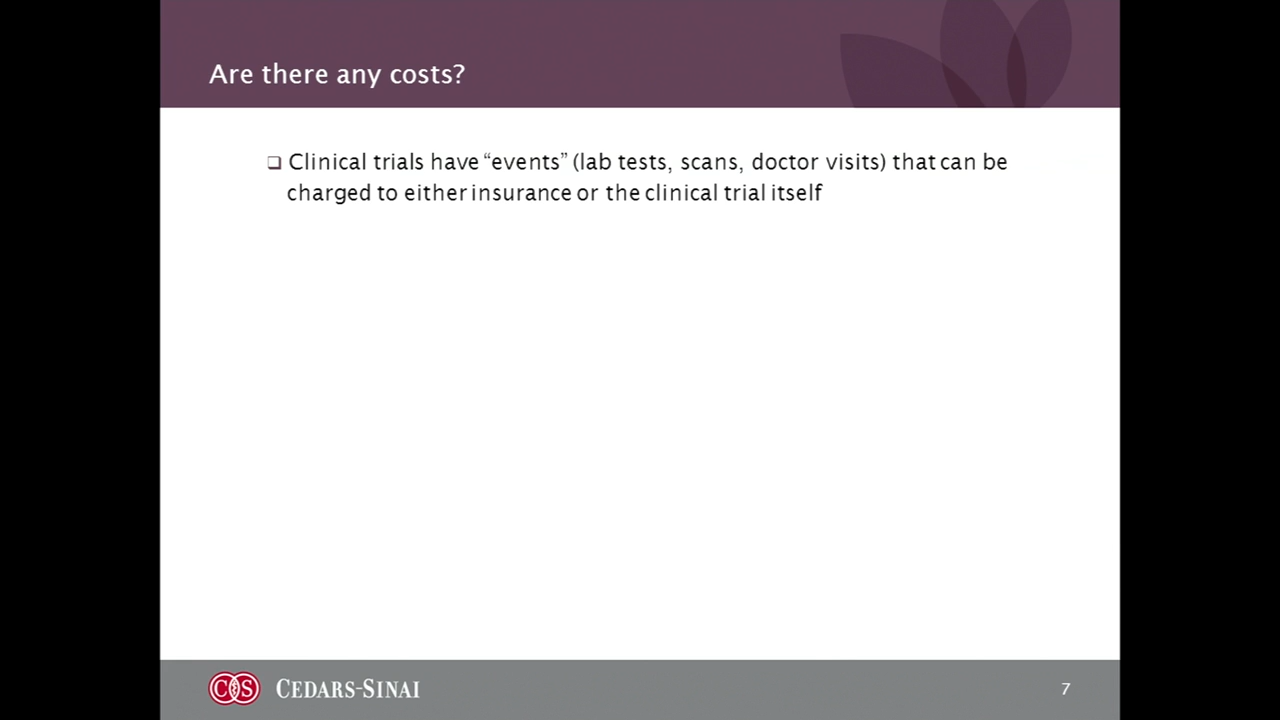 Are there any costs?
❑ Clinical trials have “events” (lab tests, scans, doctor visits) that can be
charged to either insurance or the clinical trial itself
CS CEDARS-SINAI
7